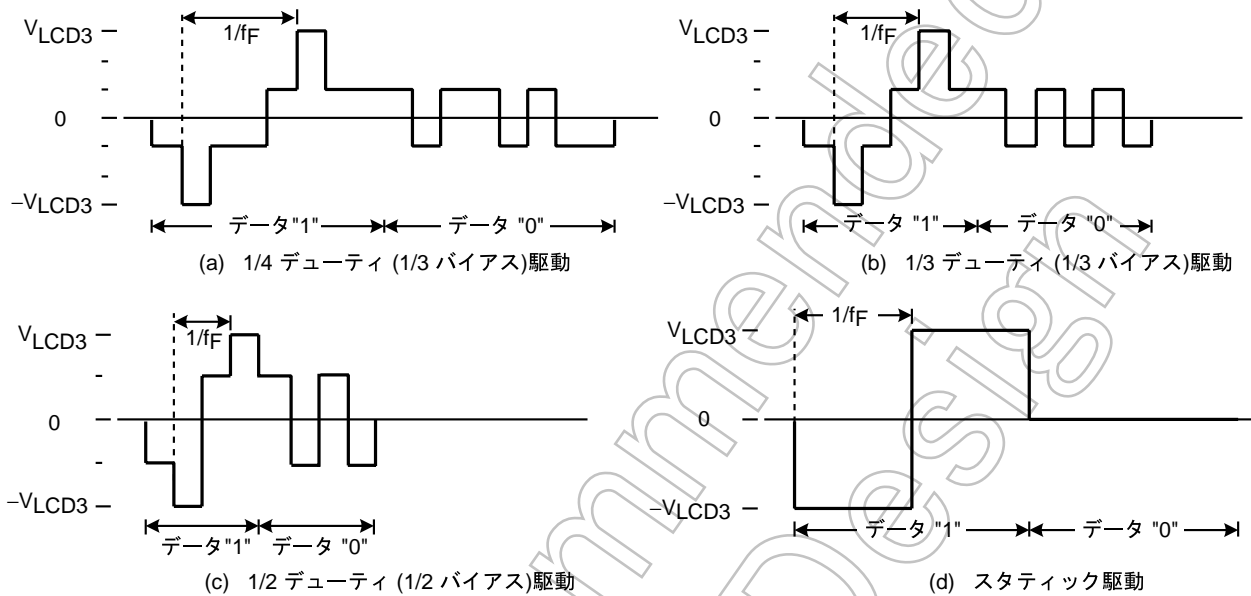 VLCD3
1/fF
0
−VLCD3
データ"1"
データ "0"
(a) 1/4 デューティ (1/3 バイアス)駆動
VLCD3
1/fF
0
−VLCD3
データ "1"
データ "0"
(b) 1/3 デューティ (1/3 バイアス)駆動
VLCD3
1/fF
0
−VLCD3
データ"1"
データ "0"
(c) 1/2 デューティ (1/2 バイアス)駆動
VLCD3
1/fF
0
−VLCD3
データ "1"
データ "0"
(d) スタティック駆動
mmended
Design